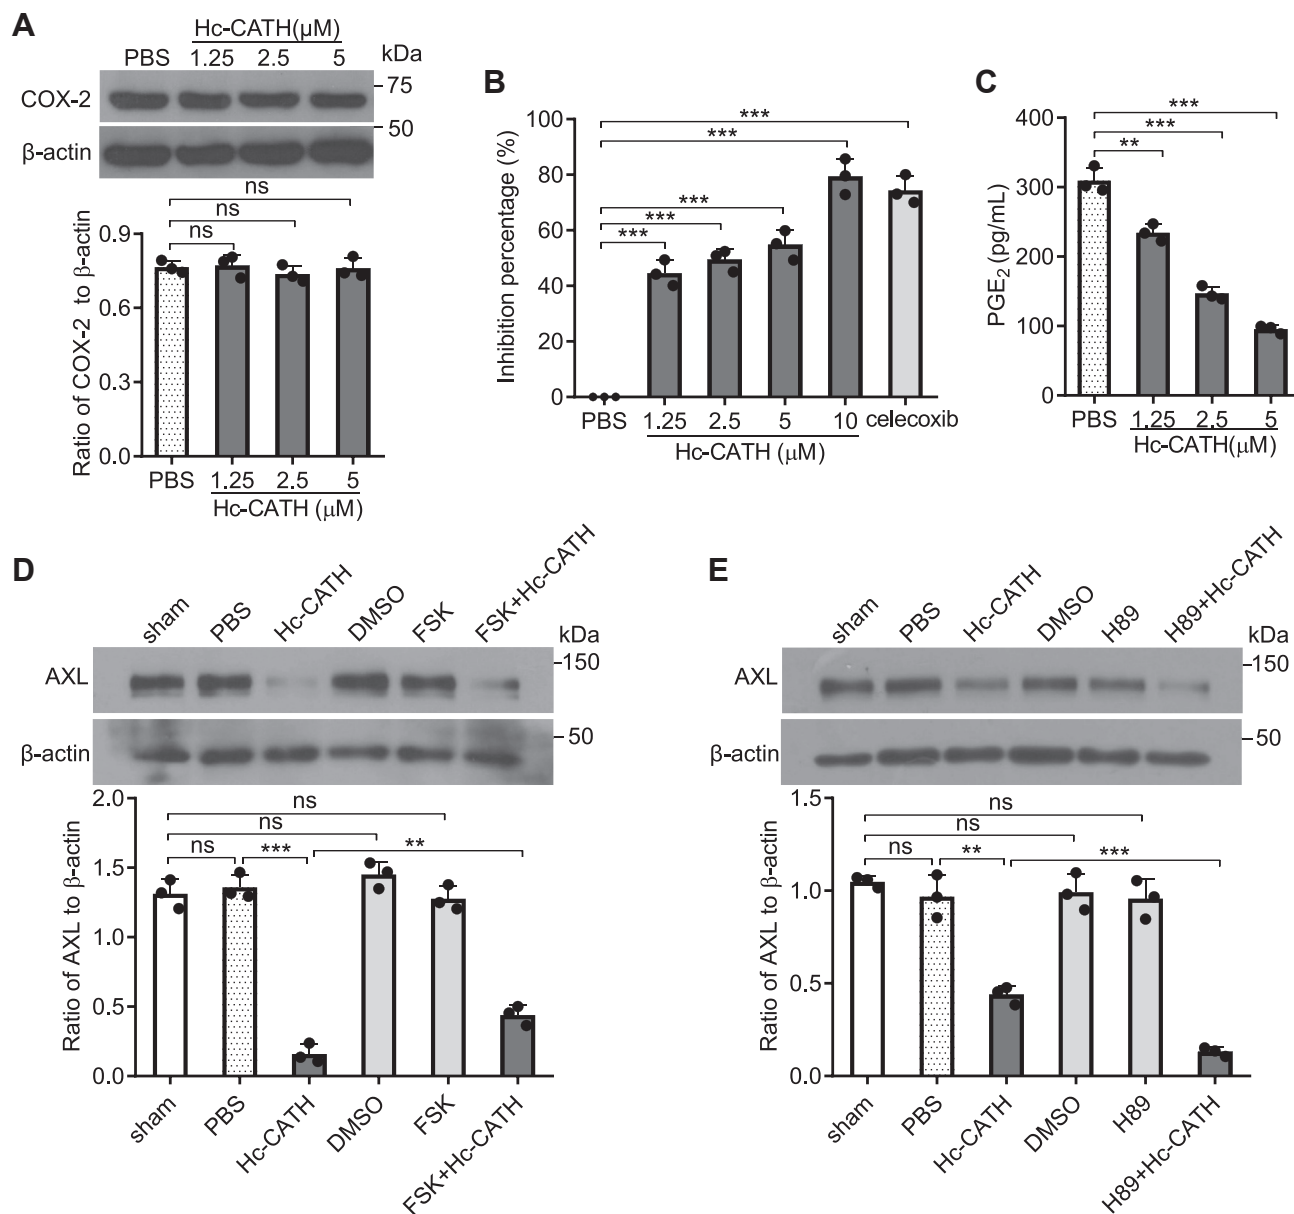 A
Hc-CATH(μM)
PBS 1.25 2.5 5 kDa
COX-2
75
β-actin
50
ns
ns
ns
Ratio of COX-2 to β-actin
0.9
0.6
0.3
0.0
PBS 1.25 2.5 5
Hc-CATH (μM)
B
Inhibition percentage (%)
100
80
60
40
20
0
***
***
***
***
***
PBS 1.25 2.5 5 10 celecoxib
Hc-CATH (μM)
C
PGE2 (pg/mL)
400
300
200
100
0
***
***
**
PBS 1.25 2.5 5
Hc-CATH(μM)
D
sham PBS Hc-CATH DMSO FSK FSK+Hc-CATH
kDa
AXL
150
β-actin
50
Ratio of AXL to β-actin
2.0
1.5
1.0
0.5
0.0
ns
ns
ns *** **
sham PBS Hc-CATH DMSO FSK FSK+Hc-CATH
E
sham PBS Hc-CATH DMSO H89 H89+Hc-CATH
kDa
AXL
150
β-actin
50
Ratio of AXL to β-actin
1.5
1.0
0.5
0.0
ns
ns
ns ** ***
sham PBS Hc-CATH DMSO H89 H89+Hc-CATH